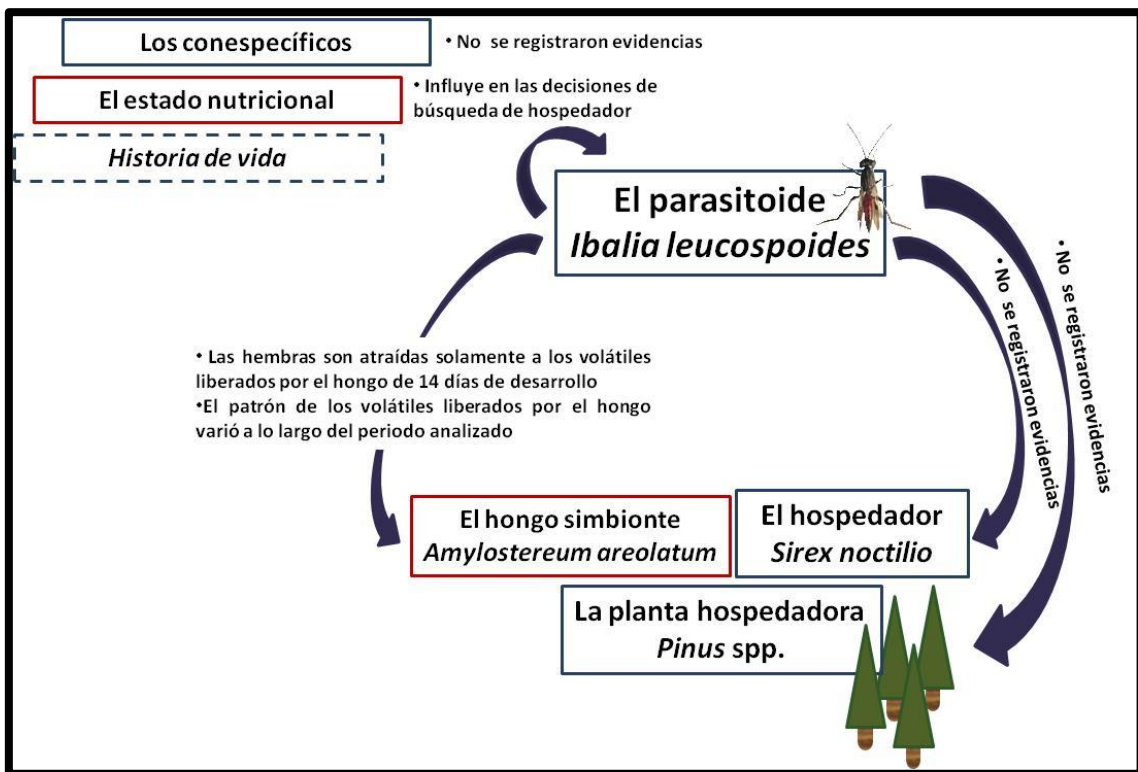 Los conespecíficos
• No se registraron evidencias
El estado nutricional
• Influye en las decisiones de
búsqueda de hospedador
Historia de vida
El parasitoide
Ibalia leucospoides
• No se registraron evidencias
• No se registraron evidencias
• Las hembras son atraídas solamente a los volátiles
liberados por el hongo de 14 días de desarrollo
•El patrón de los volátiles liberados por el hongo
varió a lo largo del periodo analizado
El hongo simbionte
Amylostereum areolatum
El hospedador
Sirex noctilio
La planta hospedadora
Pinus spp.